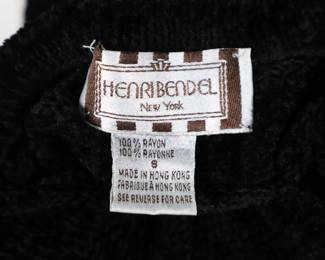 HENRI BENDEL
NEW YORK
100% RAYON
100% RAYONNE
S
MADE IN HONG KONG
FABRIQUÉ À HONG KONG
SEE REVERSE FOR CARE